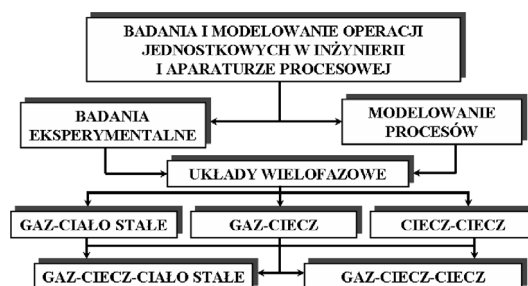 BADANIA I MODELOWANIE OPERACJI
JEDNOSTKOWYCH W INŻYNIERII
I APARATURZE PROCESOWEJ
BADANIA
EKSPERYMENTALNE
MODELOWANIE
PROCESÓW
UKŁADY WIELOFAZOWE
GAZ-CIAŁO STAŁE
GAZ-CIECZ
CIECZ-CIECZ
GAZ-CIECZ-CIAŁO STAŁE
GAZ-CIECZ-CIECZ